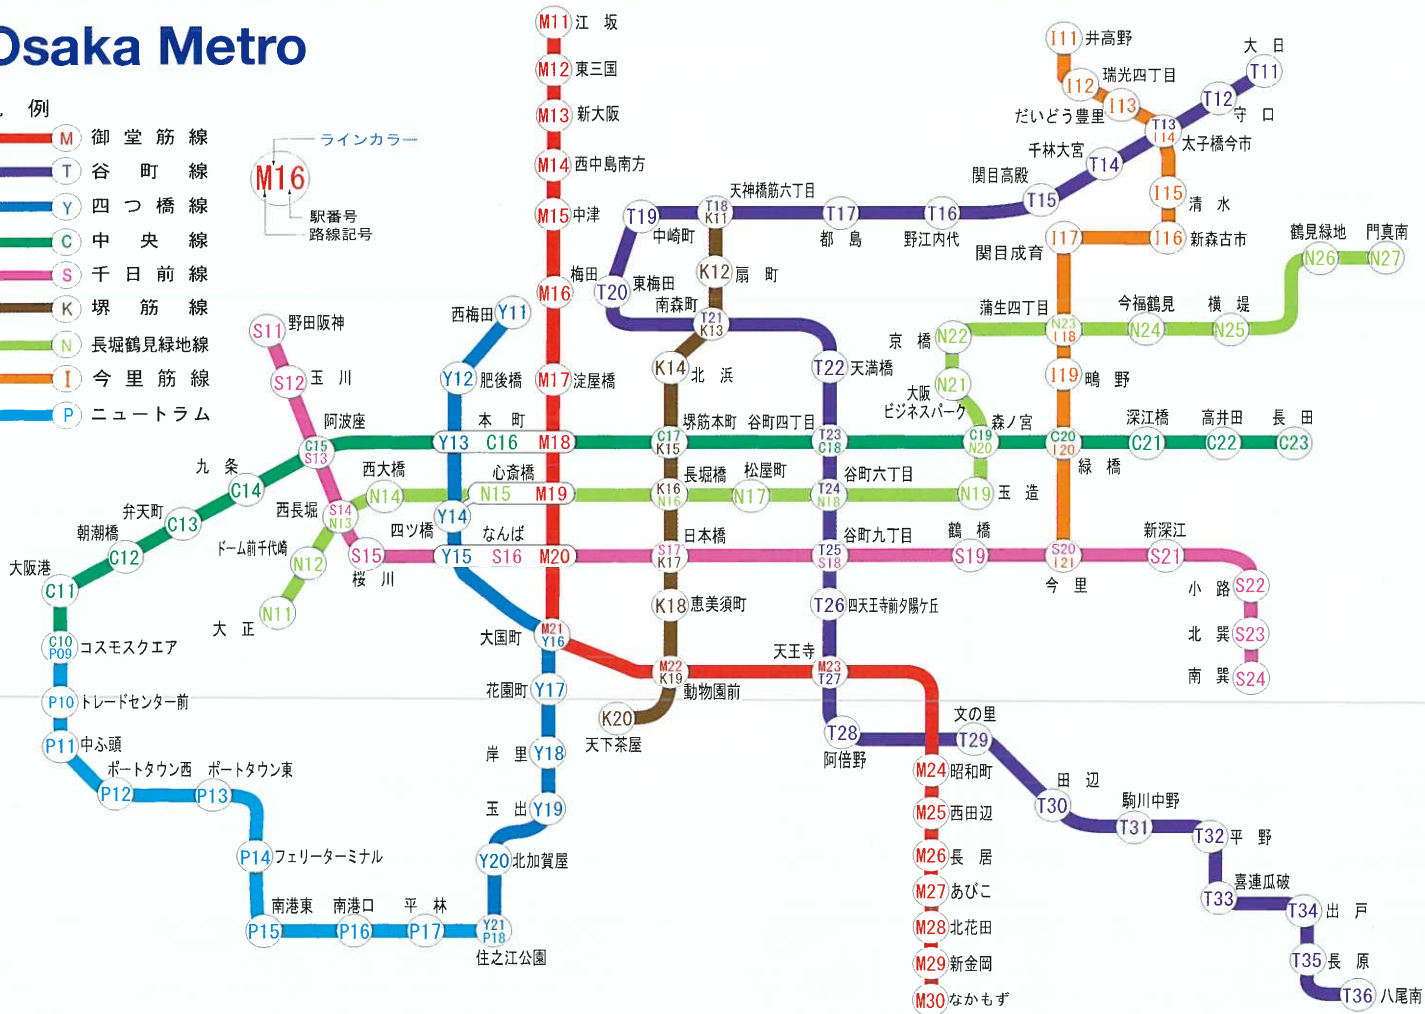 Osaka Metro
例
M 御堂筋線
T 谷町線
Y 四つ橋線
C 中央線
S 千日前線
K 堺筋線
N 長堀鶴見緑地線
I 今里筋線
P ニュートラム
ラインカラー
M16
駅番号
路線記号
M11 江坂
M12 東三国
M13 新大阪
M14 西中島南方
M15 中津
梅田
M16
M17 淀屋橋
本町
Y13 C16 M18
心斎橋
N15 M19
なんば
Y15 S16 M20
大国町
M21
Y16
M22
K19
動物園前
天王寺
M23
T27
M24 昭和町
M25 西田辺
M26 長居
M27 あびこ
M28 北花田
M29 新金岡
M30 なかもず
I11 井高野
I12 瑞光四丁目
だいどう豊里 I13
大日
T11
T12 守口
T13
I14
太子橋今市
千林大宮
T14
関目高殿
T15
I15 清水
I16 新森古市
I17
関目成育
T16
野江内代
T17
都島
天神橋筋六丁目
T18
K11
T19
中崎町
T20 東梅田
K12 扇町
南森町
T21
K13
K14 北浜
T22 天満橋
西梅田 Y11
Y12 肥後橋
四ツ橋 Y14
S11 野田阪神
S12 玉川
阿波座
C15
S13
九条
C14
弁天町
C13
朝潮橋
C12
大阪港
C11
C10
P09
コスモスクエア
P10 トレードセンター前
P11 中ふ頭
ポートタウン西
P12
ポートタウン東
P13
P14 フェリーターミナル
南港東
P15
南港口
P16
平林
P17
Y21
P18
住之江公園
Y20 北加賀屋
玉出 Y19
岸里 Y18
花園町 Y17
西大橋
N14
西長堀
S14
N13
ドーム前千代崎
N12
N11
大正
S15
桜川
堺筋本町
C17
K15
谷町四丁目
T23
C18
長堀橋
K16
N16
松屋町
N17
谷町六丁目
T24
N18
日本橋
S17
K17
谷町九丁目
T25
S18
K18 恵美須町
K20
天下茶屋
T26 四天王寺前夕陽ケ丘
T28
阿倍野
文の里
T29
田辺
T30
駒川中野
T31
T32 平野
喜連瓜破
T33
T34 出戸
T35 長原
T36 八尾南
鶴見緑地
N26
門真南
N27
横堤
N25
今福鶴見
N24
蒲生四丁目
N23
I18
京橋 N22
大阪
ビジネスパーク
N21
森ノ宮
C19
N20
N19 玉造
I19 鴫野
C20
I20
緑橋
深江橋
C21
高井田
C22
長田
C23
鶴橋
S19
S20
I21
今里
新深江
S21
小路 S22
北巽 S23
南巽 S24